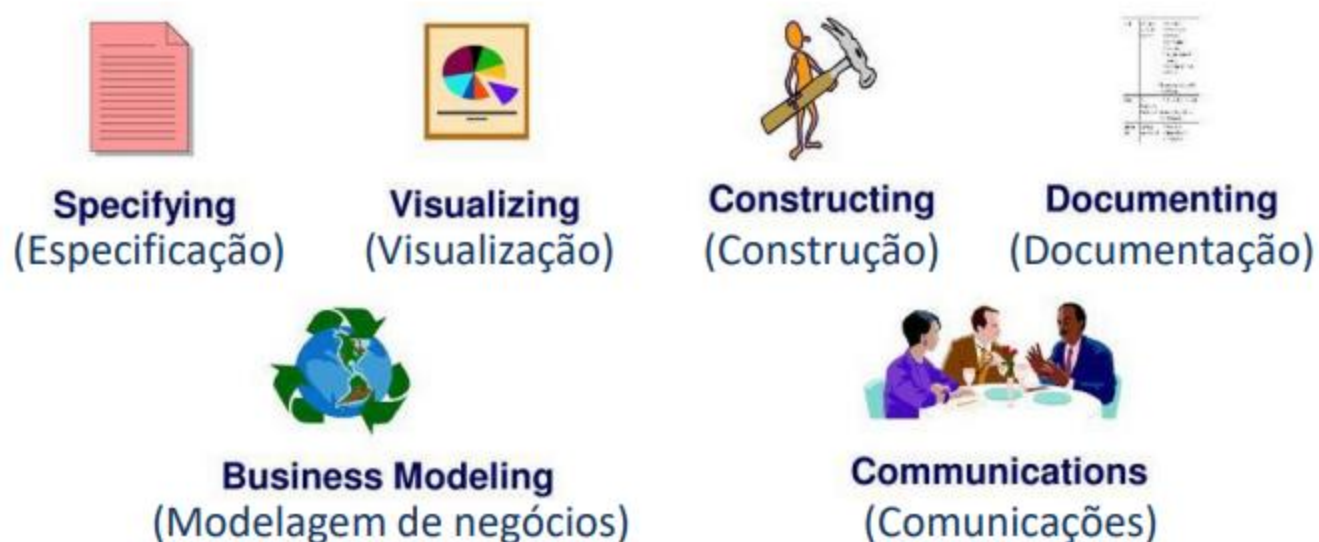 Specifying
(Especificação)
Visualizing
(Visualização)
Constructing
(Construção)
Documenting
(Documentação)
Business Modeling
(Modelagem de negócios)
Communications
(Comunicações)